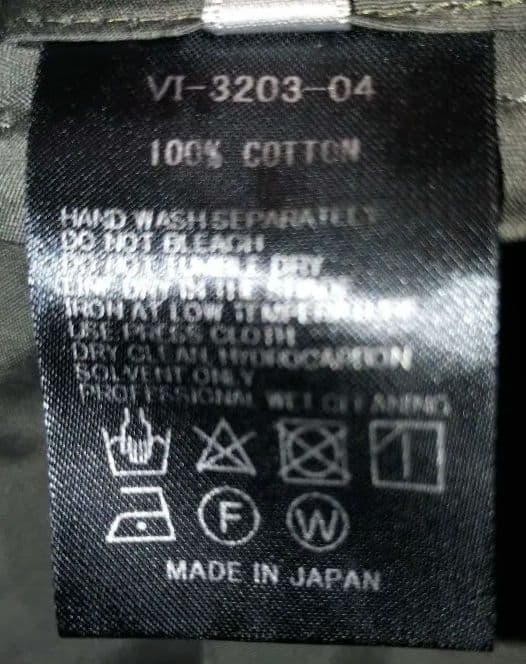 VI-3203-04
100% COTTON
HAND WASH SEPARATELY
DO NOT BLEACH
DO NOT TUMBLE DRY
LINE DRY IN THE SHADE
IRON AT LOW TEMPERATURE
USE PRESS CLOTH
DRY CLEAN, HYDROCARBON
SOLVENT ONLY
PROFESSIONAL WET CLEANING
F W
MADE IN JAPAN